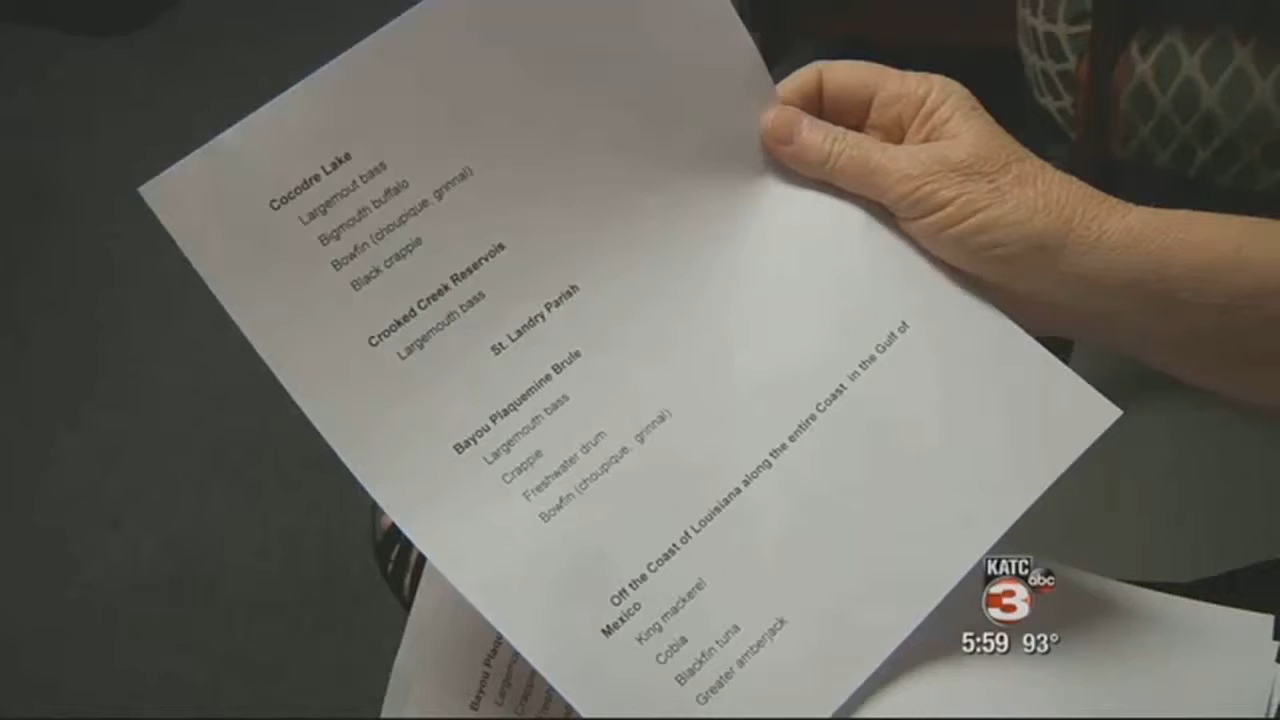 Cocodre Lake
Largemout bass
Bigmouth buffalo
Bowfin (choupique, grinnal)
Black crappie
Crooked Creek Reservois
Largemouth bass
St. Landry Parish
Bayou Plaquemine Brule
Largemouth bass
Crappie
Freshwater drum
Bowfin (choupique, grinnal)
Off the Coast of Louisiana along the entire Coast in the Gulf of
Mexico
King mackerel
Cobia
Blackfin tuna
Greater amberjack
Bayou
KATC
abc
3
5:59 93°